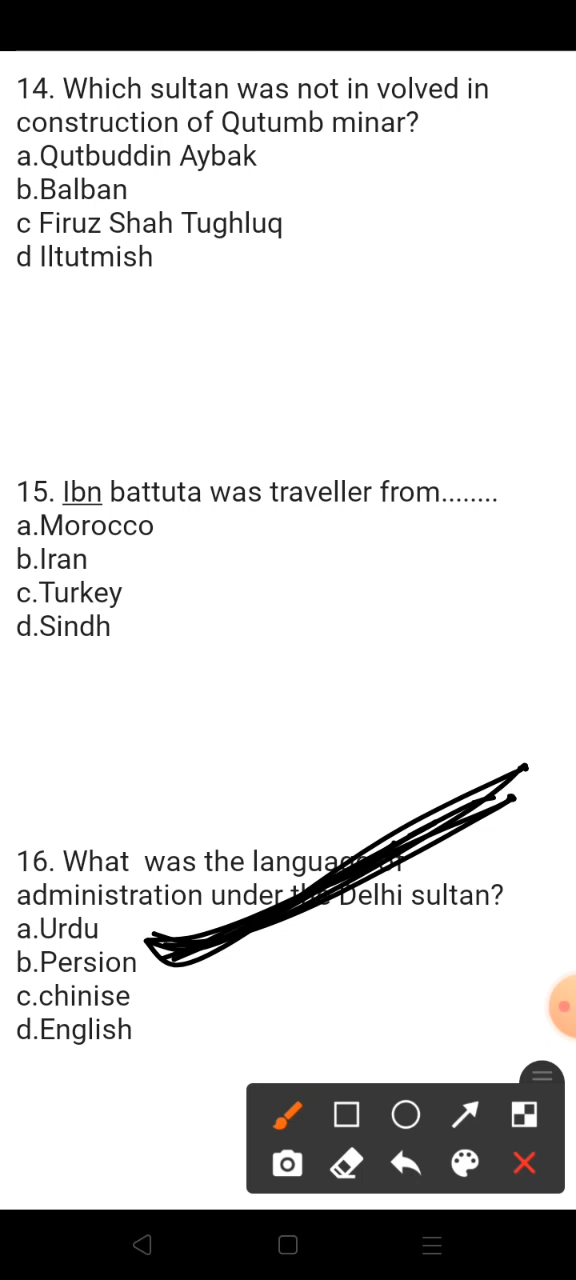 14. Which sultan was not in volved in
construction of Qutumb minar?
a.Qutbuddin Aybak
b.Balban
c Firuz Shah Tughluq
d Iltutmish
15. Ibn battuta was traveller from........
a.Morocco
b.Iran
c.Turkey
d.Sindh
16. What  was the language of
administration under the Delhi sultan?
a.Urdu
b.Persion
c.chinise
d.English